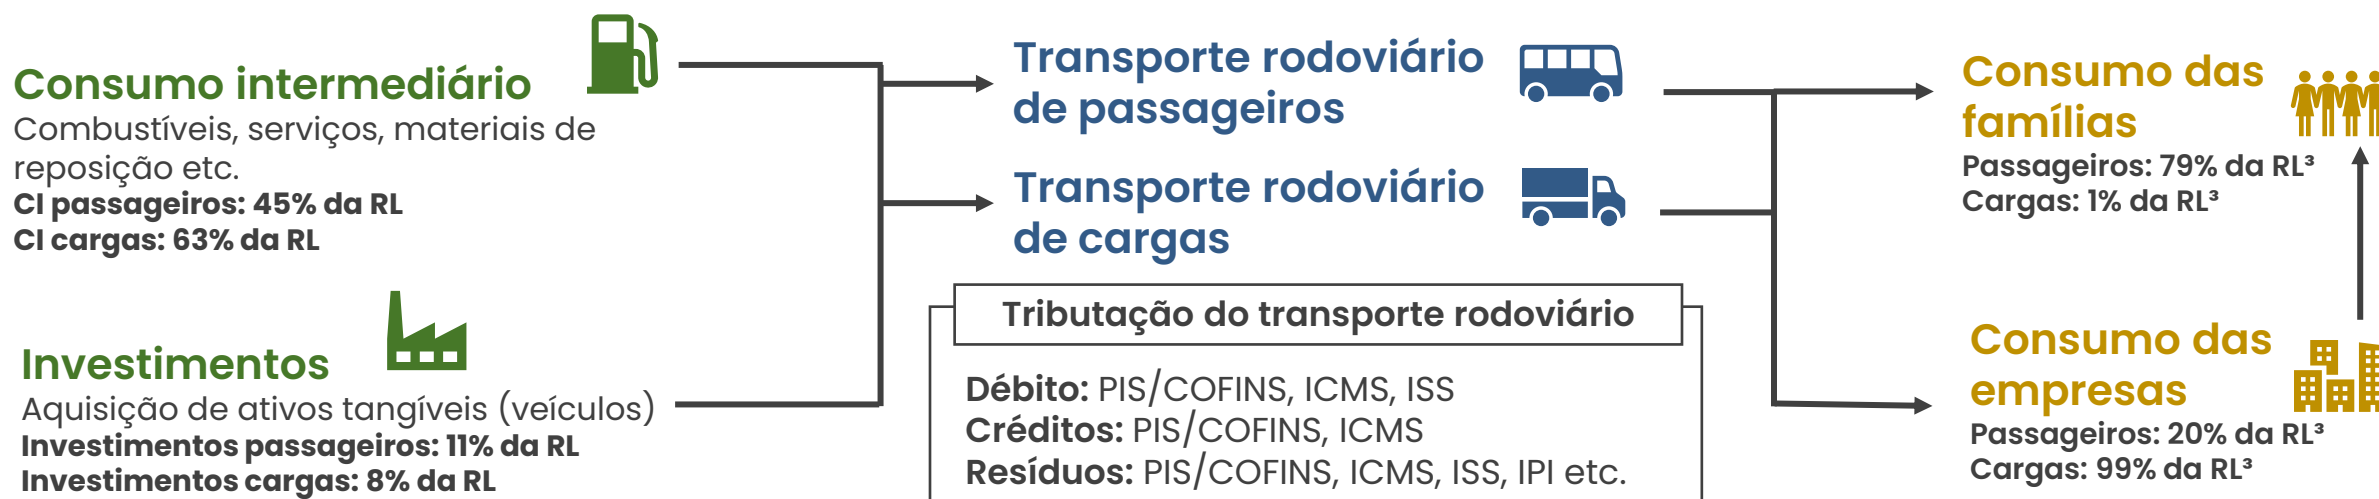 Consumo intermediário
Combustíveis, serviços, materiais de
reposição etc.
CI passageiros: 45% da RL
CI cargas: 63% da RL
Investimentos
Aquisição de ativos tangíveis (veículos)
Investimentos passageiros: 11% da RL
Investimentos cargas: 8% da RL
Transporte rodoviário
de passageiros
Transporte rodoviário
de cargas
Tributação do transporte rodoviário
Débito: PIS/COFINS, ICMS, ISS
Créditos: PIS/COFINS, ICMS
Resíduos: PIS/COFINS, ICMS, ISS, IPI etc.
Consumo das
famílias
Passageiros: 79% da RL³
Cargas: 1% da RL³
Consumo das
empresas
Passageiros: 20% da RL³
Cargas: 99% da RL³